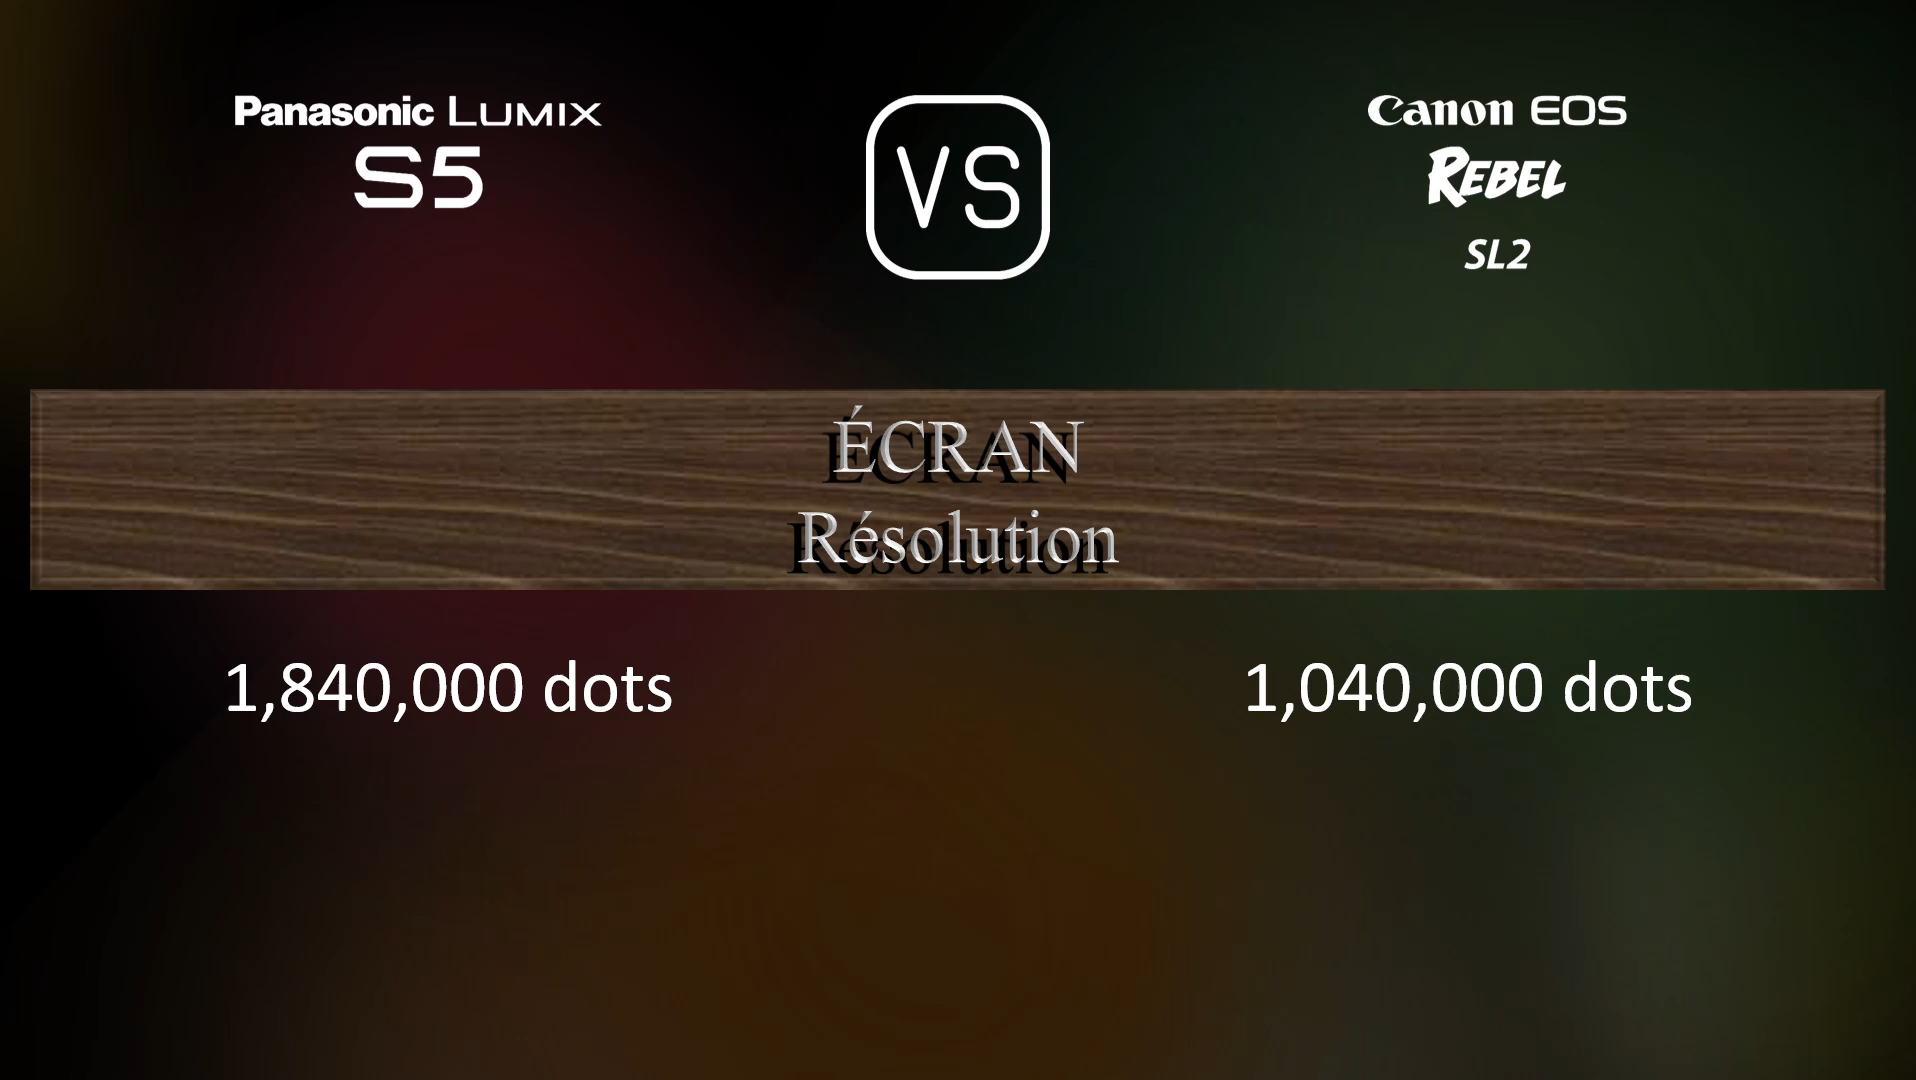 Panasonic LUMIX
S5
VS
Canon EOS
REBEL
SL2
ÉCRAN
Résolution
1,840,000 dots
1,040,000 dots